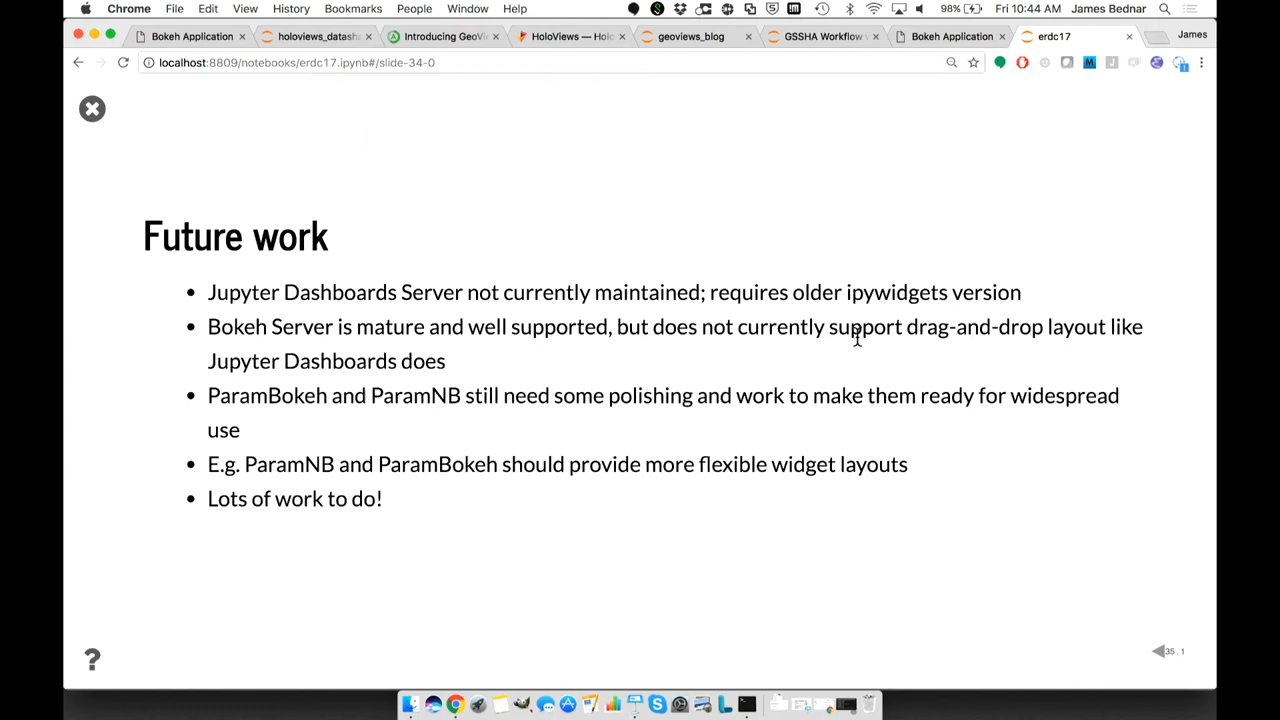 Chrome File Edit View History Bookmarks People Window Help 98% Fri 10:44 AM James Bednar
Bokeh Application holoviews_datasha Introducing GeoVi HoloViews — Holo geoviews_blog GSSHA Workflow Bokeh Application erdc17 James
localhost:8809/notebooks/erdc17.ipynb#/slide-34-0
Future work
• Jupyter Dashboards Server not currently maintained; requires older ipywidgets version
• Bokeh Server is mature and well supported, but does not currently support drag-and-drop layout like
Jupyter Dashboards does
• ParamBokeh and ParamNB still need some polishing and work to make them ready for widespread
use
• E.g. ParamNB and ParamBokeh should provide more flexible widget layouts
• Lots of work to do!
?
35 . 1